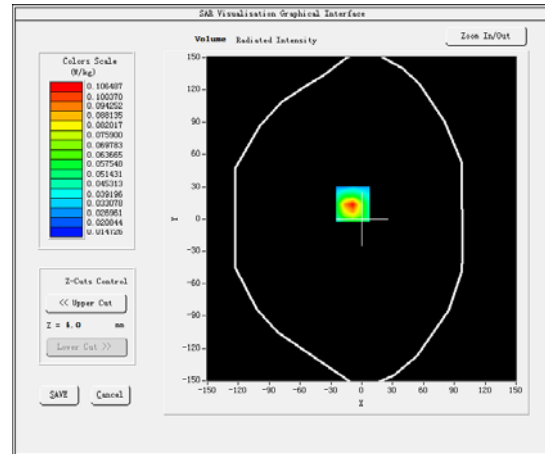 SAR Visualisation Graphical Interface
Volume Radiated Intensity
Zoom In/Out
Colors Scale
(W/kg)
0.106487
0.100370
0.094252
0.088135
0.082017
0.075900
0.069783
0.063665
0.057548
0.051431
0.045313
0.039196
0.033078
0.026961
0.020844
0.014726
Z-Cuts Control
<< Upper Cut
Z = 4.0 mm
Lower Cut >>
SAVE Cancel
150
120
90
60
30
Y 0
-30
-60
-90
-120
-150
-150 -120 -90 -60 -30 0 30 60 90 120 150
X